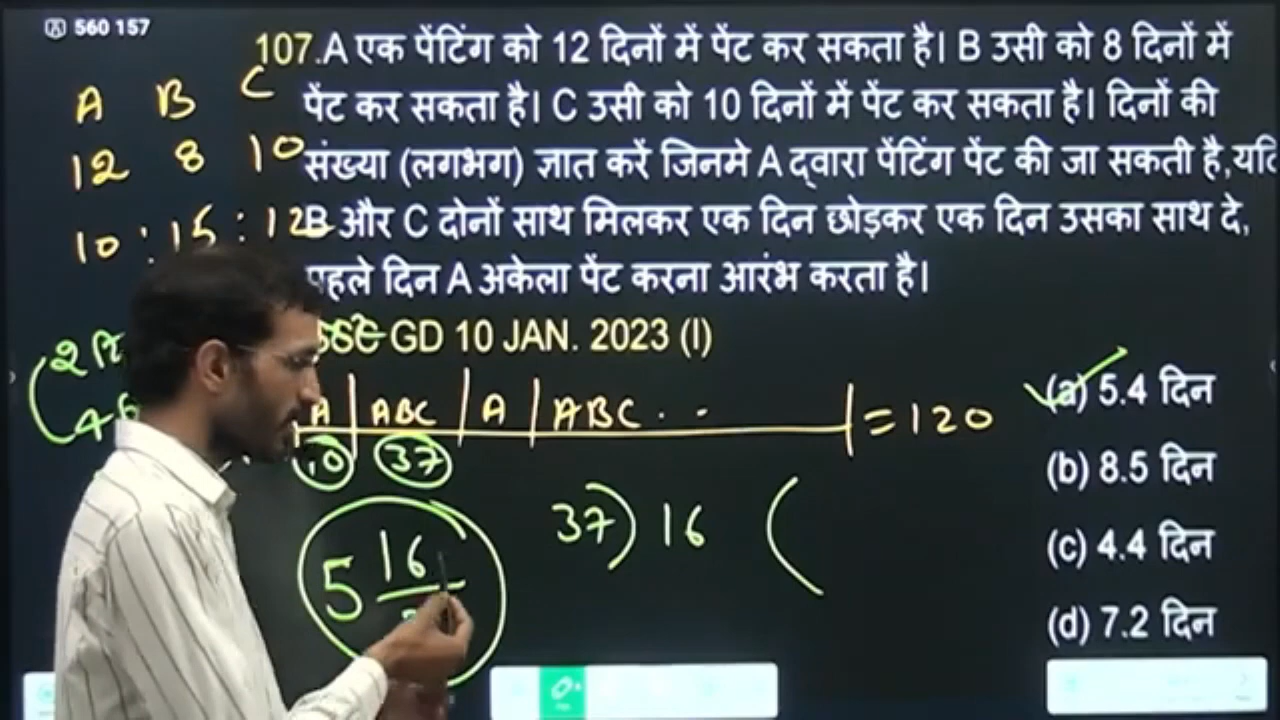 560 157
107.A एक पेंटिंग को 12 दिनों में पेंट कर सकता है। B उसी को 8 दिनों में
पेंट कर सकता है। C उसी को 10 दिनों में पेंट कर सकता है। दिनों की
संख्या (लगभग) ज्ञात करें जिनमे A द्वारा पेंटिंग पेंट की जा सकती है,यदि
B और C दोनों साथ मिलकर एक दिन छोड़कर एक दिन उसका साथ दे,
पहले दिन A अकेला पेंट करना आरंभ करता है।
SSC GD 10 JAN. 2023 (I)
A B C
12 8 10
10 : 15 : 12
A | ABC | A | ABC . . - | = 120
10 37
5 16
37 ) 16 (
(a) 5.4 दिन
(b) 8.5 दिन
(c) 4.4 दिन
(d) 7.2 दिन